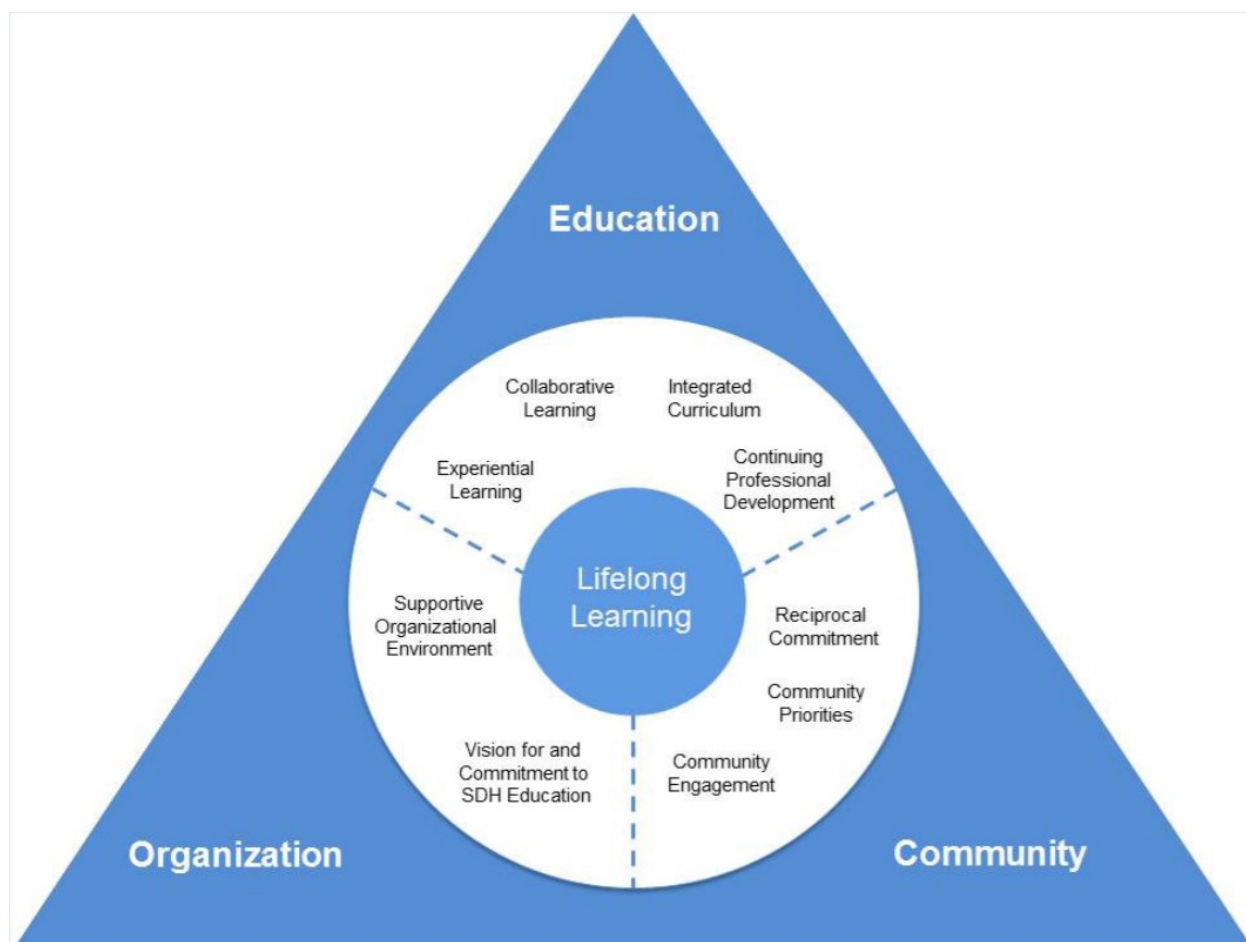 Education
Collaborative
Learning
Integrated
Curriculum
Experiential
Learning
Continuing
Professional
Development
Lifelong
Learning
Supportive
Organizational
Environment
Reciprocal
Commitment
Community
Priorities
Vision for and
Commitment to
SDH Education
Community
Engagement
Organization
Community